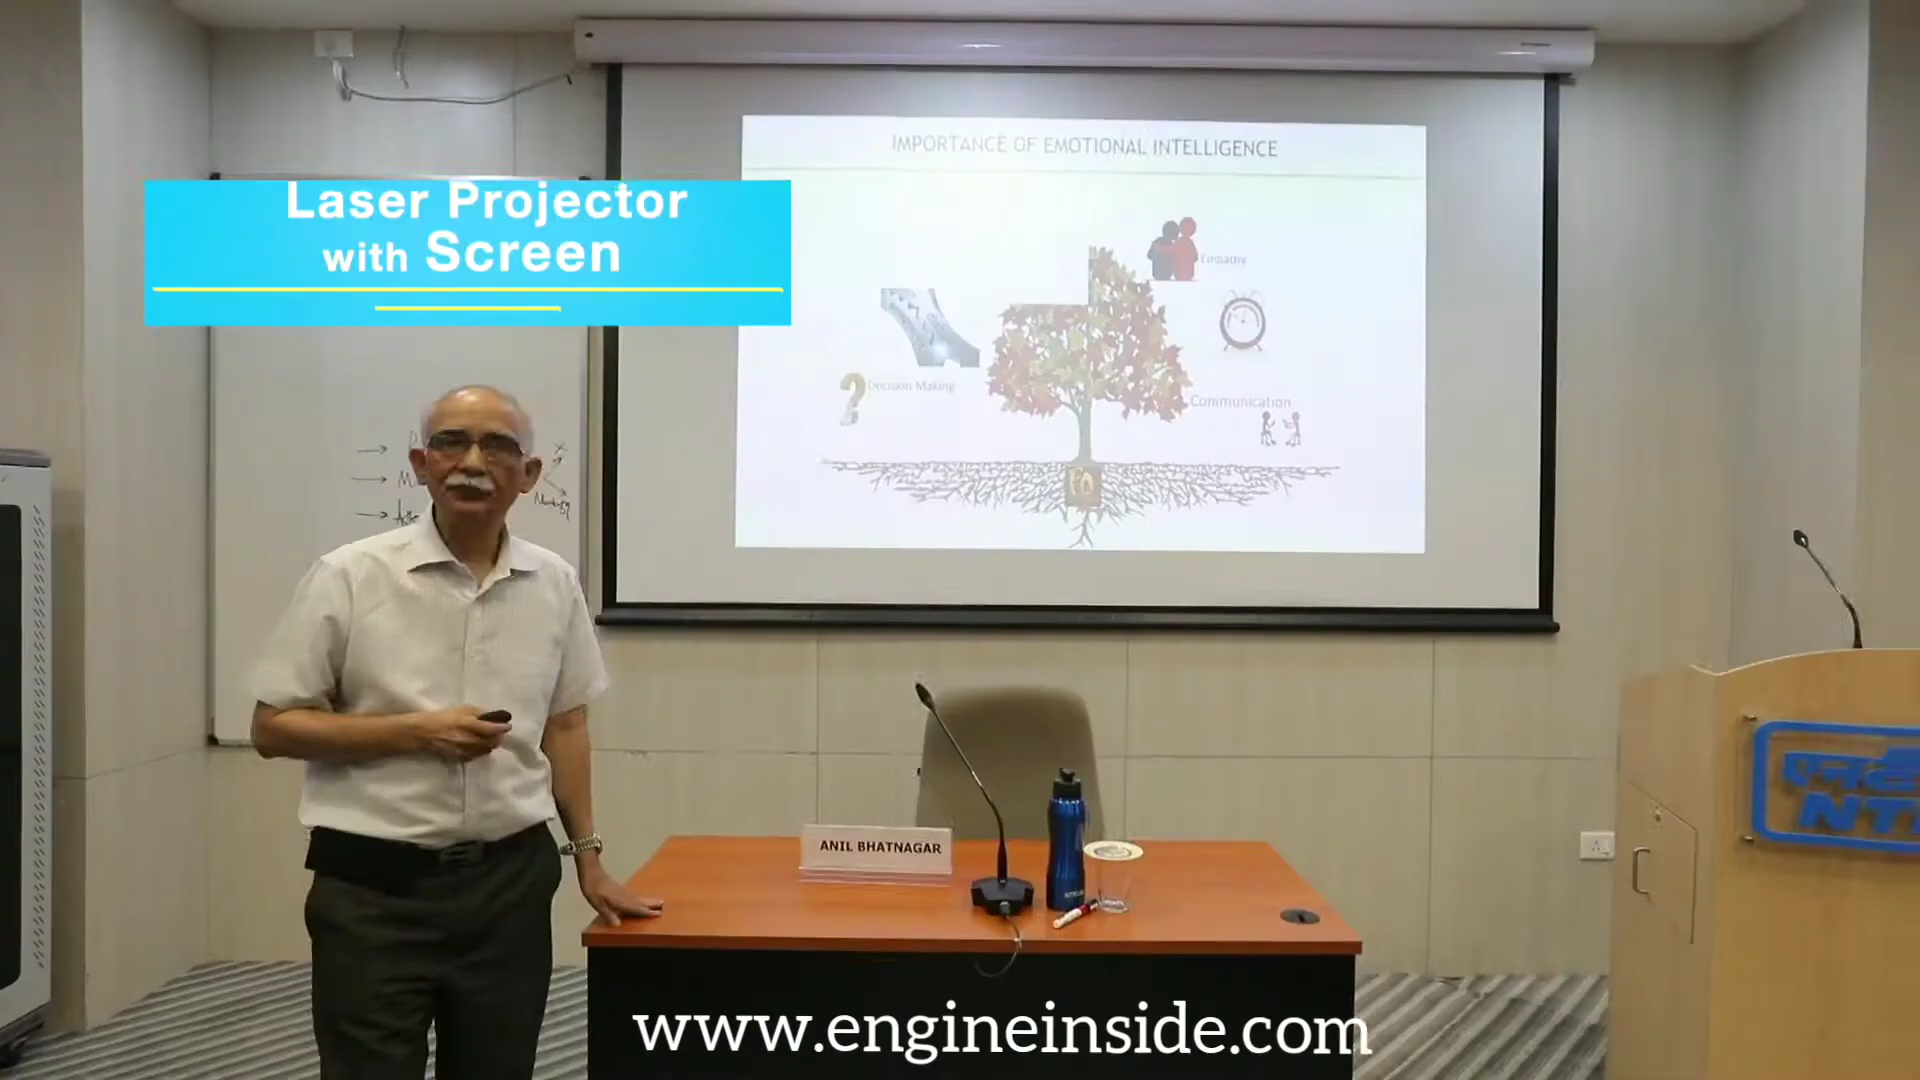 IMPORTANCE OF EMOTIONAL INTELLIGENCE
Laser Projector
with Screen
Empathy
Decision Making
Communication
ANIL BHATNAGAR
www.engineinside.com